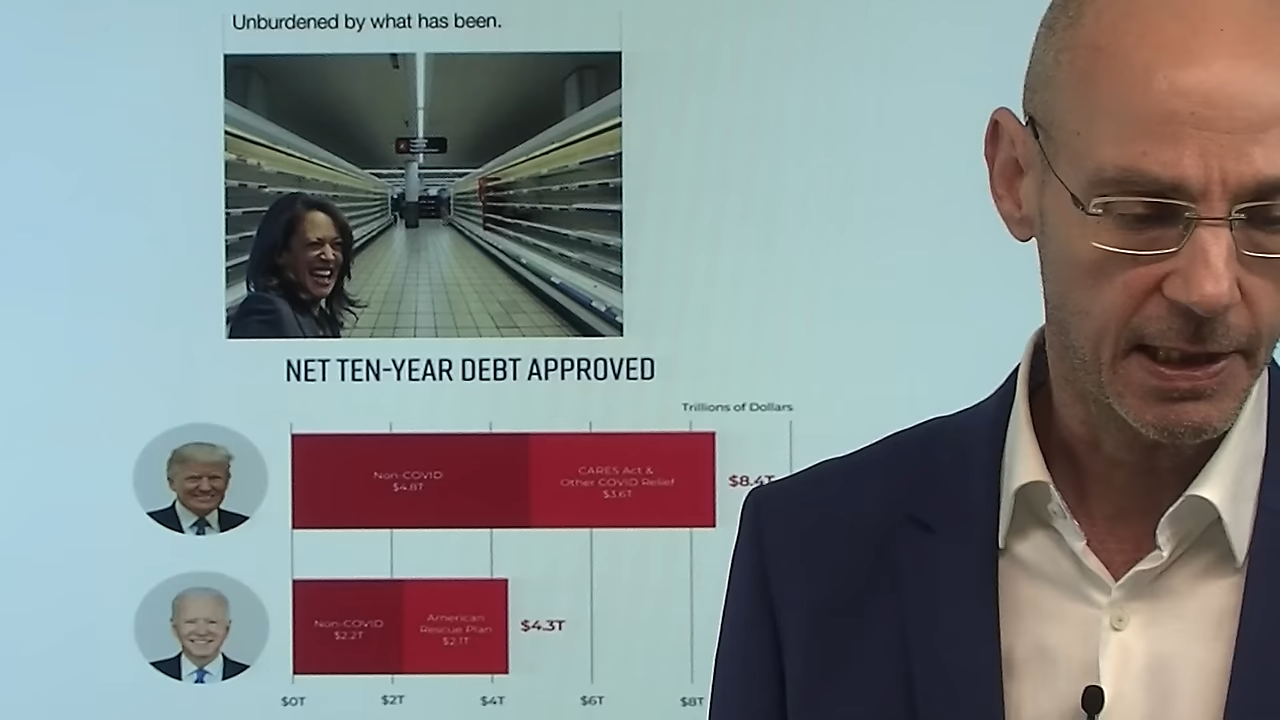 Unburdened by what has been.
NET TEN-YEAR DEBT APPROVED
Trillions of Dollars
Non-COVID
$4.8T
CARES Act &
Other COVID Relief
$3.6T
$8.4T
Non-COVID
$2.2T
American
Rescue Plan
$2.1T
$4.3T
$0T
$2T
$4T
$6T
$8T